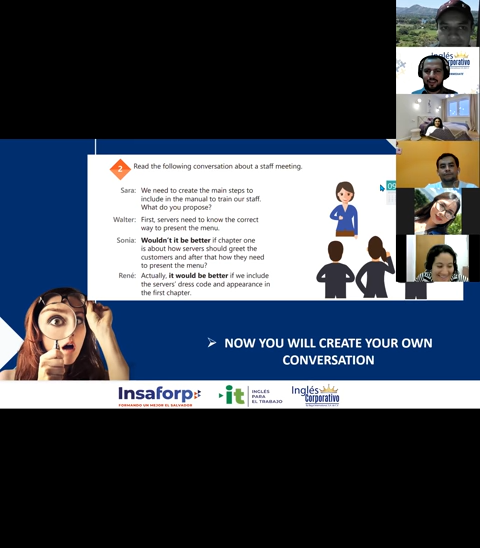 2 Read the following conversation about a staff meeting.
Sara: We need to create the main steps to
include in the manual to train our staff.
What do you propose?
Walter: First, servers need to know the correct
way to present the menu.
Sonia: Wouldn't it be better if chapter one
is about how servers should greet the
customers and after that how they need
to present the menu?
René: Actually, it would be better if we include
the servers' dress code and appearance in
the first chapter.
➢ NOW YOU WILL CREATE YOUR OWN
CONVERSATION
Insaforp
FORMANDO UN MEJOR EL SALVADOR
it
INGLÉS
PARA
EL TRABAJO
Inglés
Corporativo